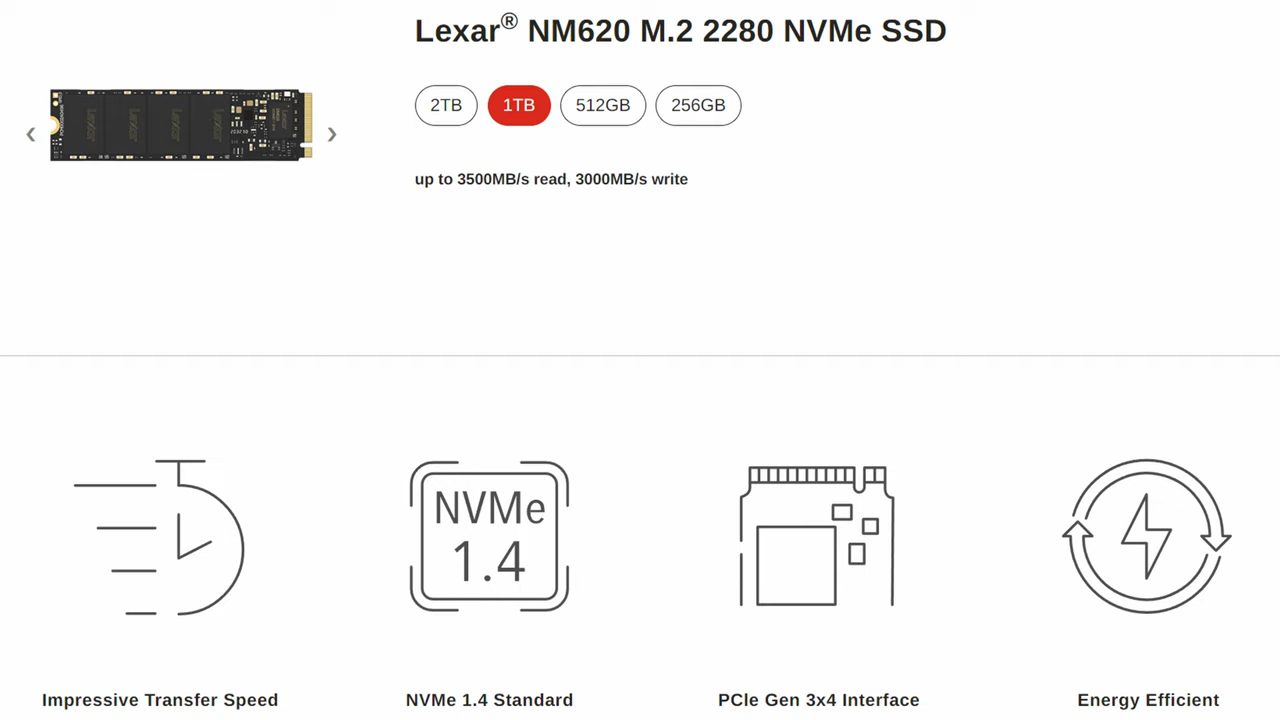 Lexar® NM620 M.2 2280 NVMe SSD
2TB 1TB 512GB 256GB
up to 3500MB/s read, 3000MB/s write
NVMe
1.4
Impressive Transfer Speed
NVMe 1.4 Standard
PCIe Gen 3x4 Interface
Energy Efficient